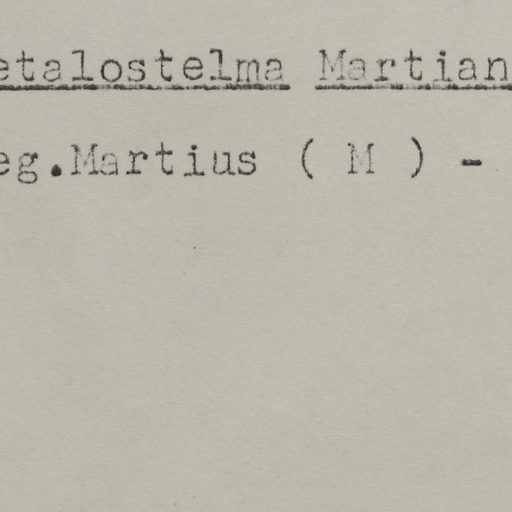 etalostelma Martian
eg.Martius ( M ) -